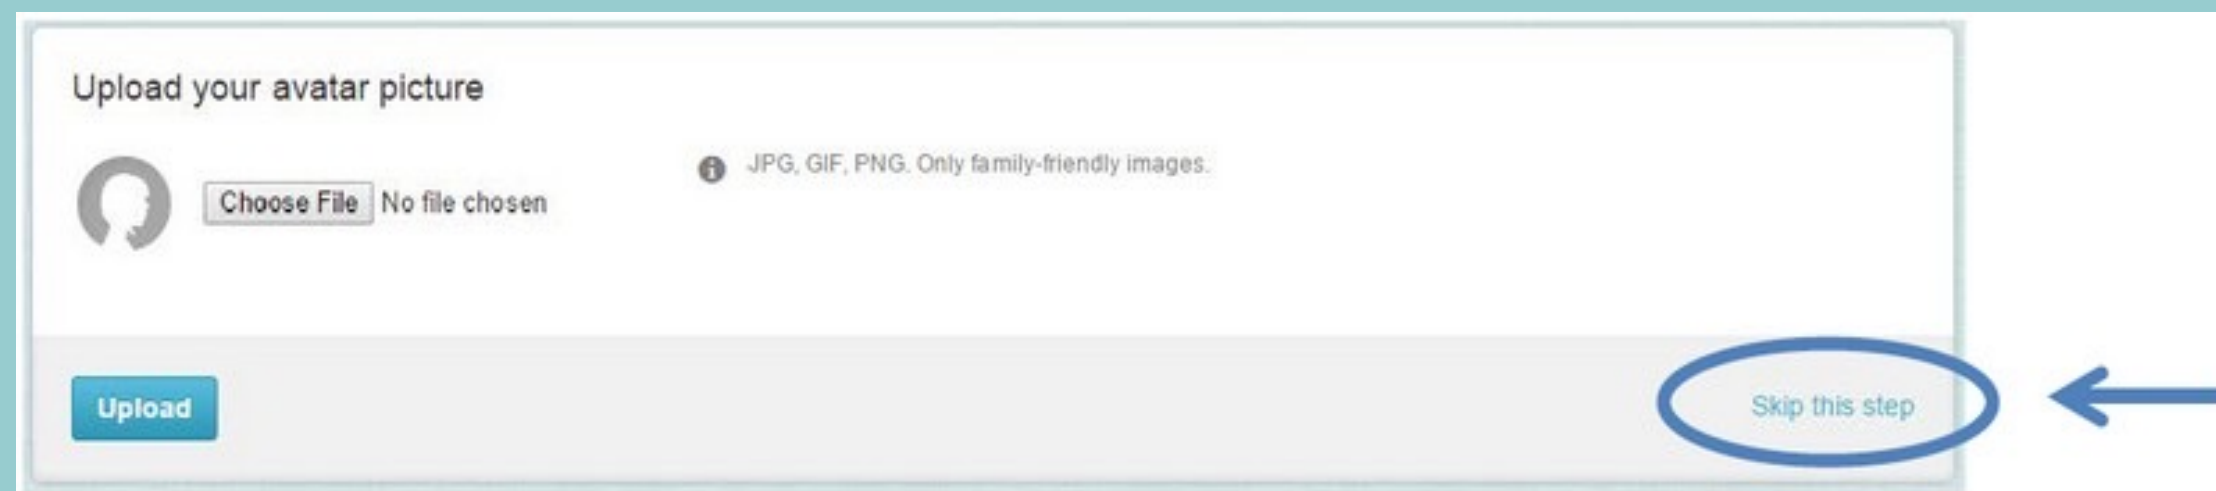 Upload your avatar picture
JPG, GIF, PNG. Only family-friendly images.
Choose File No file chosen
Upload
Skip this step